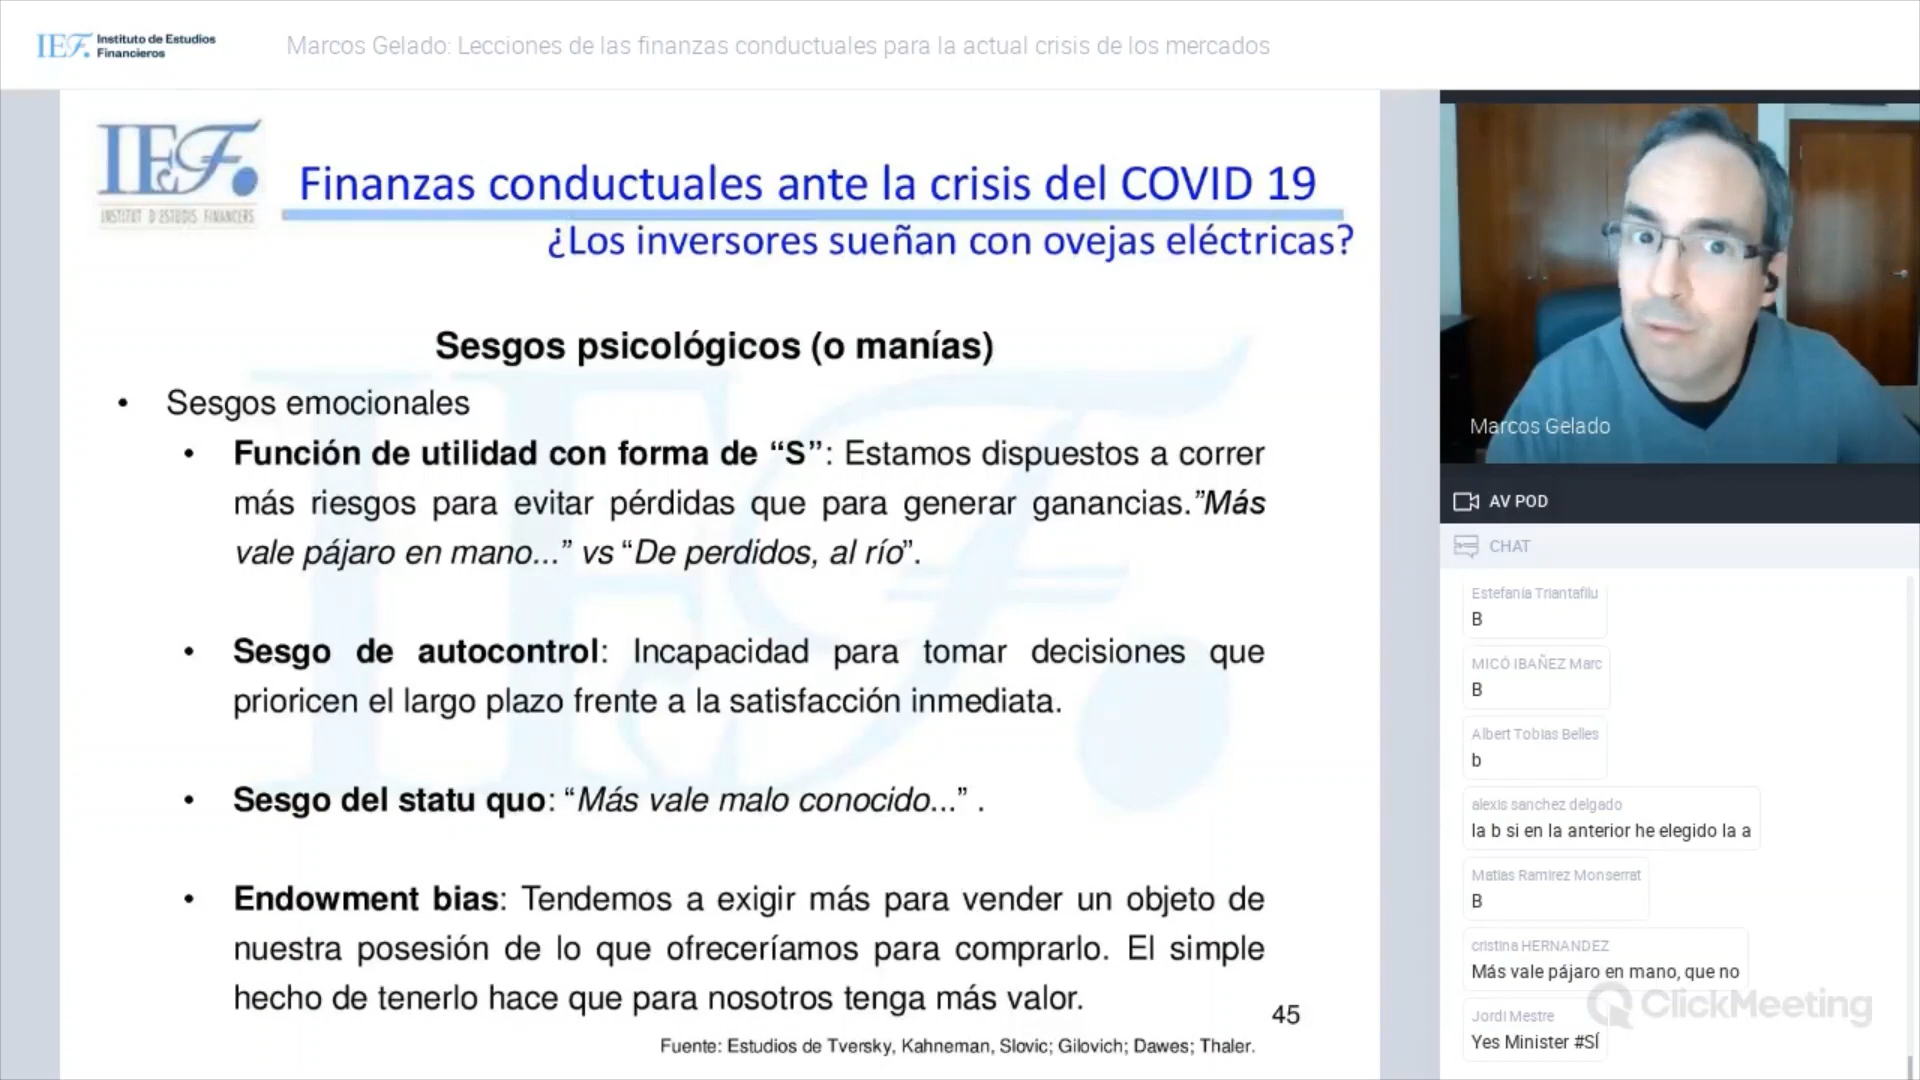 IEF. Instituto de Estudios
Financieros
Marcos Gelado: Lecciones de las finanzas conductuales para la actual crisis de los mercados
IEF.
INSTITUT D'ESTUDIS FINANCERS
Finanzas conductuales ante la crisis del COVID 19
¿Los inversores sueñan con ovejas eléctricas?
Sesgos psicológicos (o manías)
• Sesgos emocionales
• Función de utilidad con forma de “S”: Estamos dispuestos a correr
más riesgos para evitar pérdidas que para generar ganancias.”Más
vale pájaro en mano...” vs “De perdidos, al río”.
• Sesgo de autocontrol: Incapacidad para tomar decisiones que
prioricen el largo plazo frente a la satisfacción inmediata.
• Sesgo del statu quo: “Más vale malo conocido...” .
• Endowment bias: Tendemos a exigir más para vender un objeto de
nuestra posesión de lo que ofreceríamos para comprarlo. El simple
hecho de tenerlo hace que para nosotros tenga más valor.
45
Fuente: Estudios de Tversky, Kahneman, Slovic; Gilovich; Dawes; Thaler.
Marcos Gelado
AV POD
CHAT
Estefanía Triantafilu
B
MICÓ IBAÑEZ Marc
B
Albert Tobias Belles
b
alexis sanchez delgado
la b si en la anterior he elegido la a
Matias Ramirez Monserrat
B
cristina HERNANDEZ
Más vale pájaro en mano, que no
Jordi Mestre
Yes Minister #SÍ
ClickMeeting